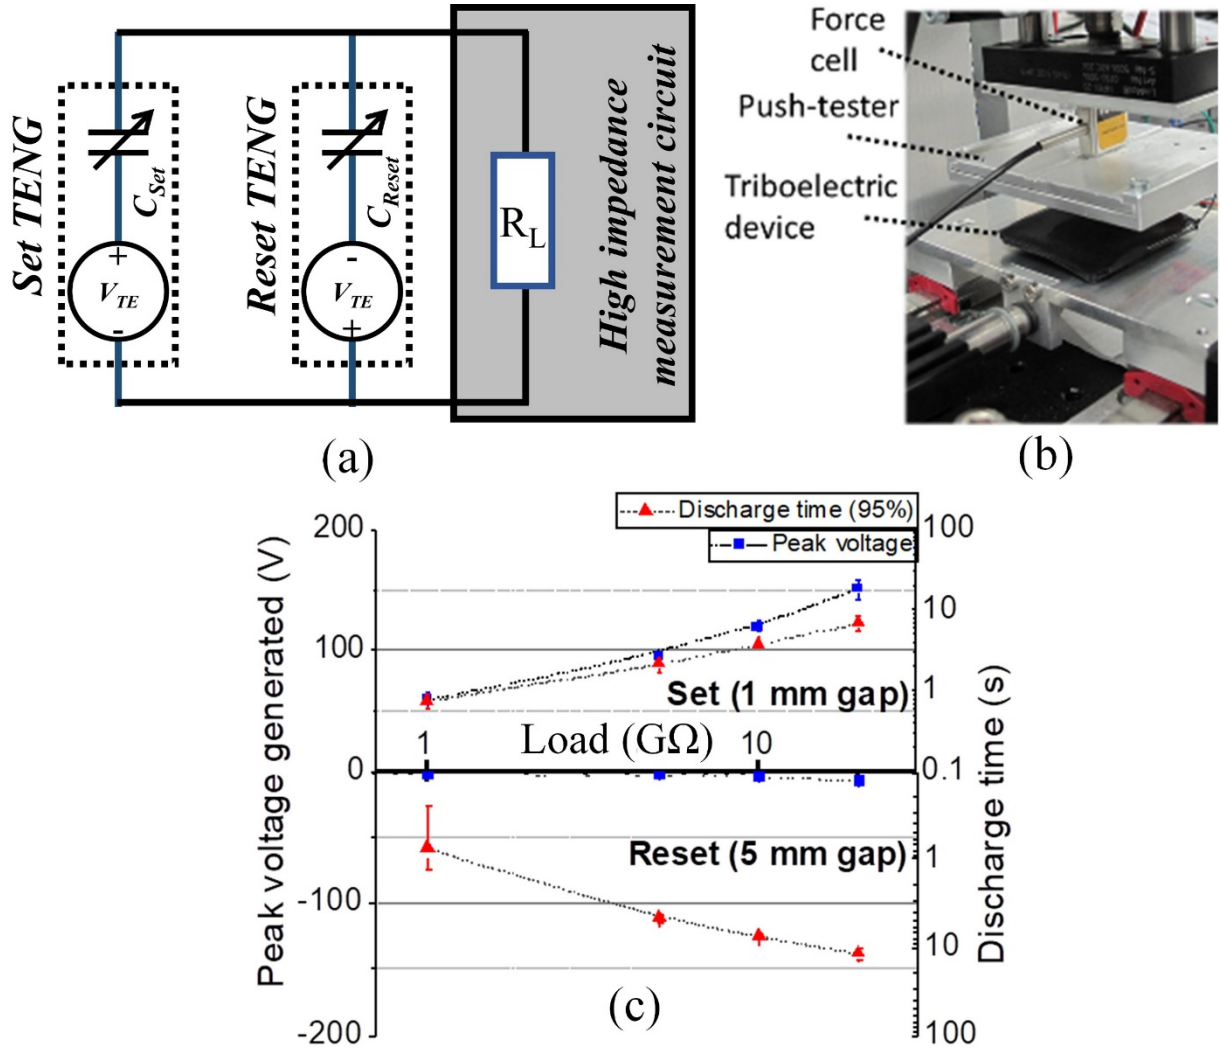 Set TENG
C_Set
+
V_TE
-
Reset TENG
C_Reset
-
V_TE
+
R_L
High impedance
measurement circuit
(a)
Force
cell
Push-tester
Triboelectric
device
(b)
Discharge time (95%)
Peak voltage
Peak voltage generated (V)
200
100
0
-100
-200
Set (1 mm gap)
1
Load (GΩ)
10
Reset (5 mm gap)
100
10
1
0.1
1
10
100
Discharge time (s)
(c)